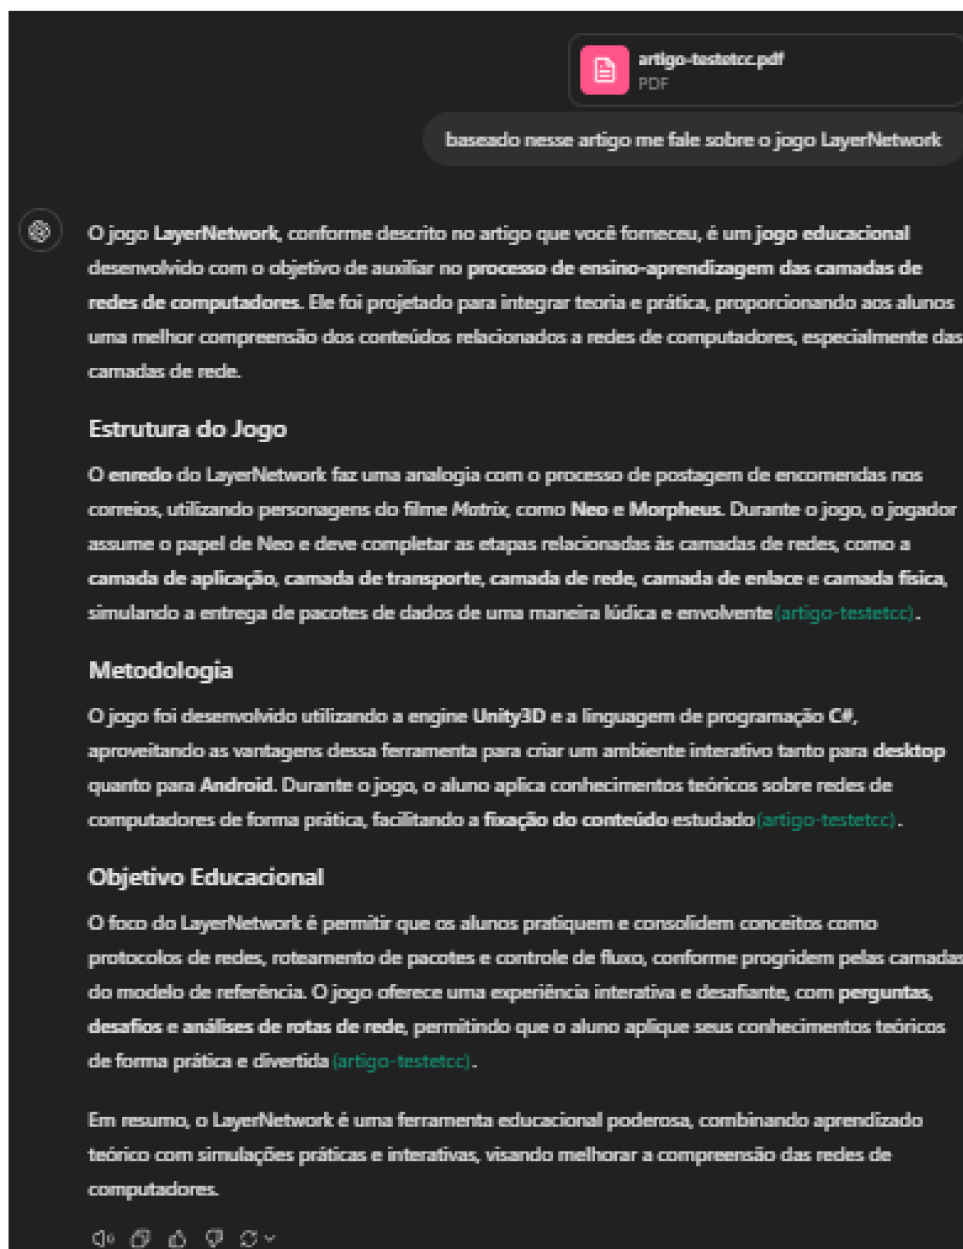 artigo-testetcc.pdf
PDF
baseado nesse artigo me fale sobre o jogo LayerNetwork
O jogo LayerNetwork, conforme descrito no artigo que você forneceu, é um jogo educacional
desenvolvido com o objetivo de auxiliar no processo de ensino-aprendizagem das camadas de
redes de computadores. Ele foi projetado para integrar teoria e prática, proporcionando aos alunos
uma melhor compreensão dos conteúdos relacionados a redes de computadores, especialmente das
camadas de rede.
Estrutura do Jogo
O enredo do LayerNetwork faz uma analogia com o processo de postagem de encomendas nos
correios, utilizando personagens do filme Matrix, como Neo e Morpheus. Durante o jogo, o jogador
assume o papel de Neo e deve completar as etapas relacionadas às camadas de redes, como a
camada de aplicação, camada de transporte, camada de rede, camada de enlace e camada física,
simulando a entrega de pacotes de dados de uma maneira lúdica e envolvente (artigo-testetcc).
Metodologia
O jogo foi desenvolvido utilizando a engine Unity3D e a linguagem de programação C#,
aproveitando as vantagens dessa ferramenta para criar um ambiente interativo tanto para desktop
quanto para Android. Durante o jogo, o aluno aplica conhecimentos teóricos sobre redes de
computadores de forma prática, facilitando a fixação do conteúdo estudado (artigo-testetcc).
Objetivo Educacional
O foco do LayerNetwork é permitir que os alunos pratiquem e consolidem conceitos como
protocolos de redes, roteamento de pacotes e controle de fluxo, conforme progridem pelas camadas
do modelo de referência. O jogo oferece uma experiência interativa e desafiante, com perguntas,
desafios e análises de rotas de rede, permitindo que o aluno aplique seus conhecimentos teóricos
de forma prática e divertida (artigo-testetcc).
Em resumo, o LayerNetwork é uma ferramenta educacional poderosa, combinando aprendizado
teórico com simulações práticas e interativas, visando melhorar a compreensão das redes de
computadores.